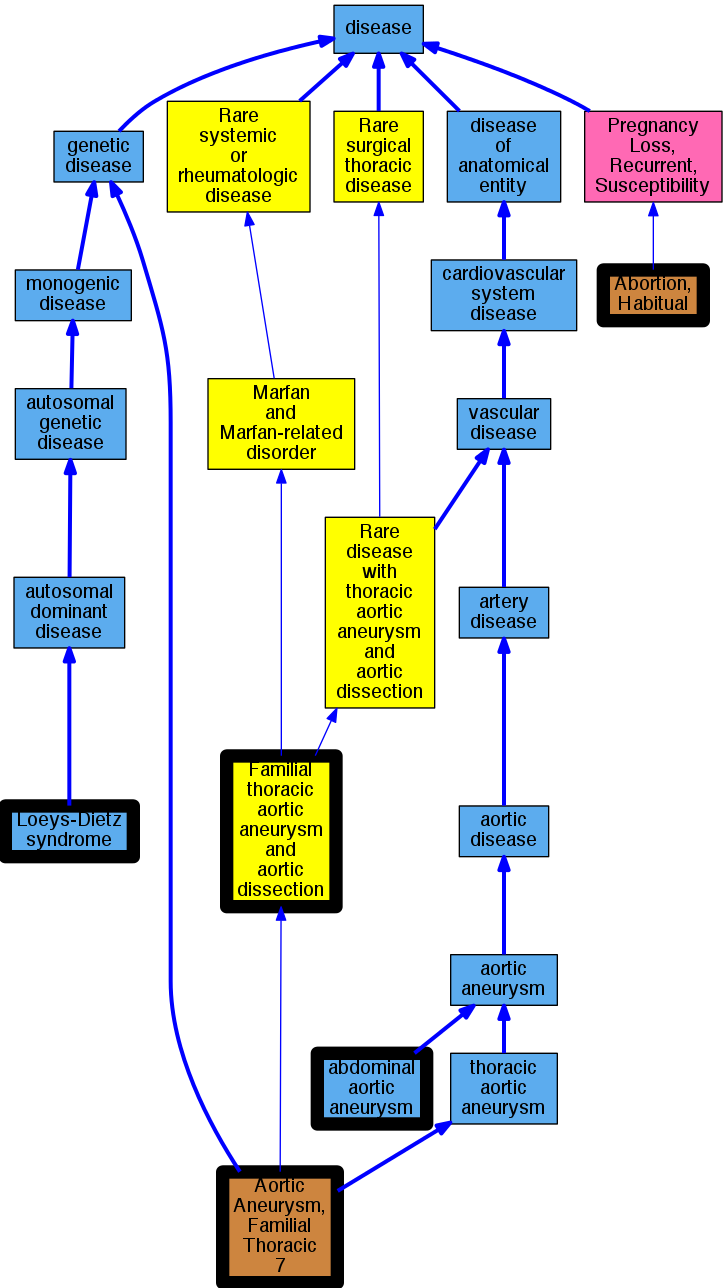 disease
genetic
disease
Rare
systemic
or
rheumatologic
disease
Rare
surgical
thoracic
disease
disease
of
anatomical
entity
Pregnancy
Loss,
Recurrent,
Susceptibility
monogenic
disease
cardiovascular
system
disease
Abortion,
Habitual
autosomal
genetic
disease
Marfan
and
Marfan-related
disorder
vascular
disease
Rare
disease
with
thoracic
aortic
aneurysm
and
aortic
dissection
autosomal
dominant
disease
artery
disease
Loeys-Dietz
syndrome
Familial
thoracic
aortic
aneurysm
and
aortic
dissection
aortic
disease
aortic
aneurysm
abdominal
aortic
aneurysm
thoracic
aortic
aneurysm
Aortic
Aneurysm,
Familial
Thoracic
7